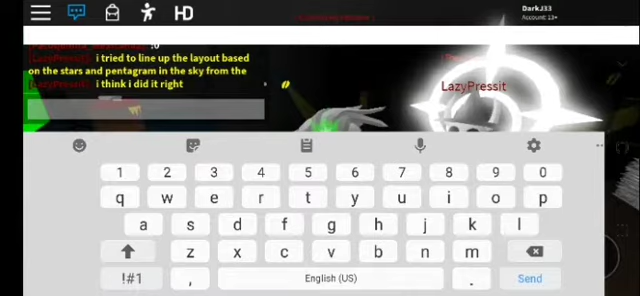 HD
DarkJ33
Account: 13+
:0
[LazyPressit]: i tried to line up the layout based
on the stars and pentagram in the sky from the
[LazyPressit]: i think i did it right
LazyPressit
1 2 3 4 5 6 7 8 9 0
q w e r t y u i o p
a s d f g h j k l
z x c v b n m
!#1 , English (US) . Send